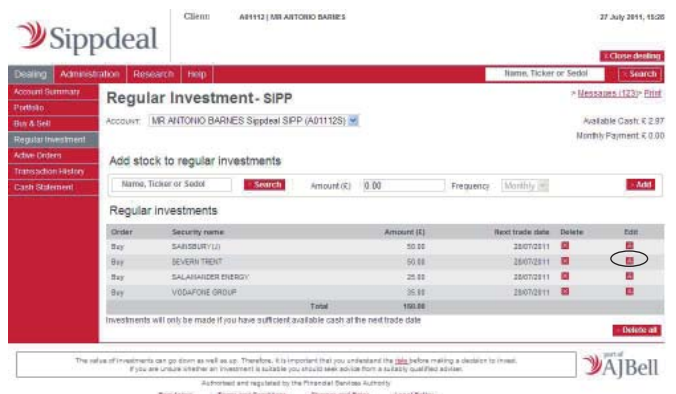 Client: A01112 | MR ANTONIO BARNES
27 July 2011, 15:28
Sippdeal
Close dealing
Dealing Administration Research Help
Name, Ticker or Sedol Search
Account Summary
Portfolio
Buy & Sell
Regular Investment
Active Orders
Transaction History
Cash Statement
Regular Investment- SIPP
> Messages (123)> Print
ACCOUNT: MR ANTONIO BARNES Sippdeal SIPP (A01112S)
Available Cash: £ 2.97
Monthly Payment: £ 0.00
Add stock to regular investments
Name, Ticker or Sedol Search Amount (£) 0.00 Frequency Monthly Add
Regular investments
Order Security name Amount (£) Next trade date Delete Edit
Buy SAINSBURY(J) 50.00 28/07/2011
Buy SEVERN TRENT 50.00 28/07/2011
Buy SALAMANDER ENERGY 25.00 28/07/2011
Buy VODAFONE GROUP 35.00 28/07/2011
Total
Investments will only be made if you have sufficient available cash at the next trade date
Delete all
The value of investments can go down as well as up. Therefore, it is important that you understand the risks before making a decision to invest.
If you are unsure whether an investment is suitable you should seek advice from a suitably qualified adviser.
part of
AJBell
Authorised and regulated by the Financial Services Authority